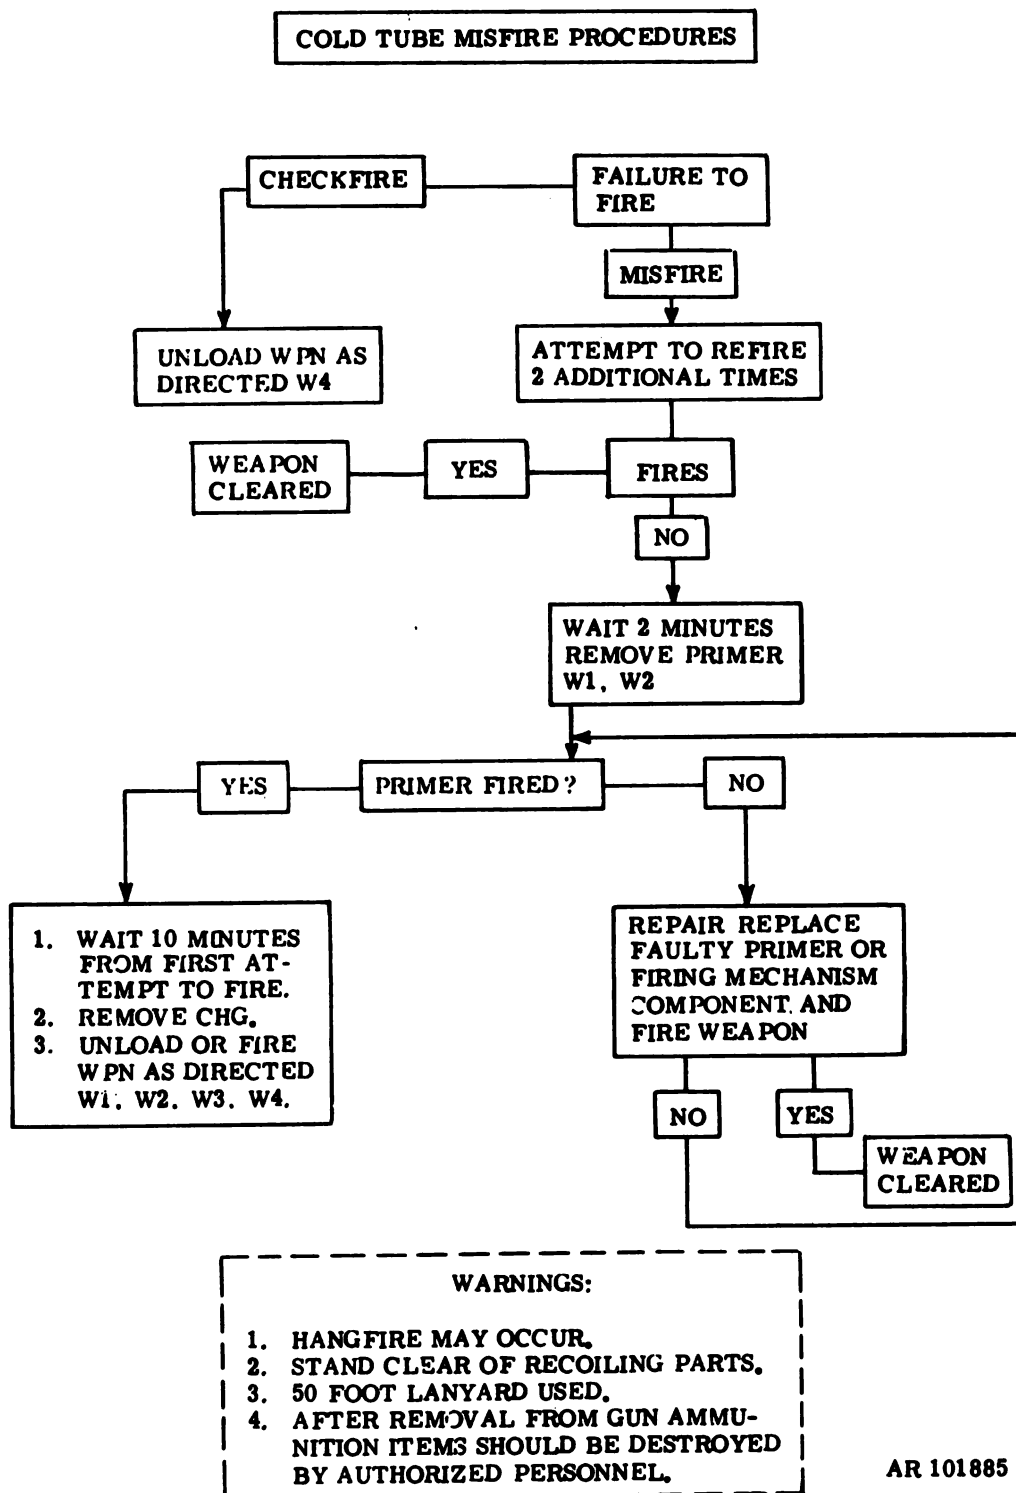 COLD TUBE MISFIRE PROCEDURES
CHECKFIRE
FAILURE TO
FIRE
MISFIRE
UNLOAD WPN AS
DIRECTED W4
ATTEMPT TO REFIRE
2 ADDITIONAL TIMES
WEAPON
CLEARED
YES
FIRES
NO
WAIT 2 MINUTES
REMOVE PRIMER
W1, W2
YES
PRIMER FIRED?
NO
1. WAIT 10 MINUTES
FROM FIRST AT-
TEMPT TO FIRE.
2. REMOVE CHG.
3. UNLOAD OR FIRE
WPN AS DIRECTED
W1, W2, W3, W4.
REPAIR REPLACE
FAULTY PRIMER OR
FIRING MECHANISM
COMPONENT, AND
FIRE WEAPON
NO
YES
WEAPON
CLEARED
WARNINGS:
1. HANGFIRE MAY OCCUR.
2. STAND CLEAR OF RECOILING PARTS.
3. 50 FOOT LANYARD USED.
4. AFTER REMOVAL FROM GUN AMMU-
NITION ITEMS SHOULD BE DESTROYED
BY AUTHORIZED PERSONNEL.
AR 101885